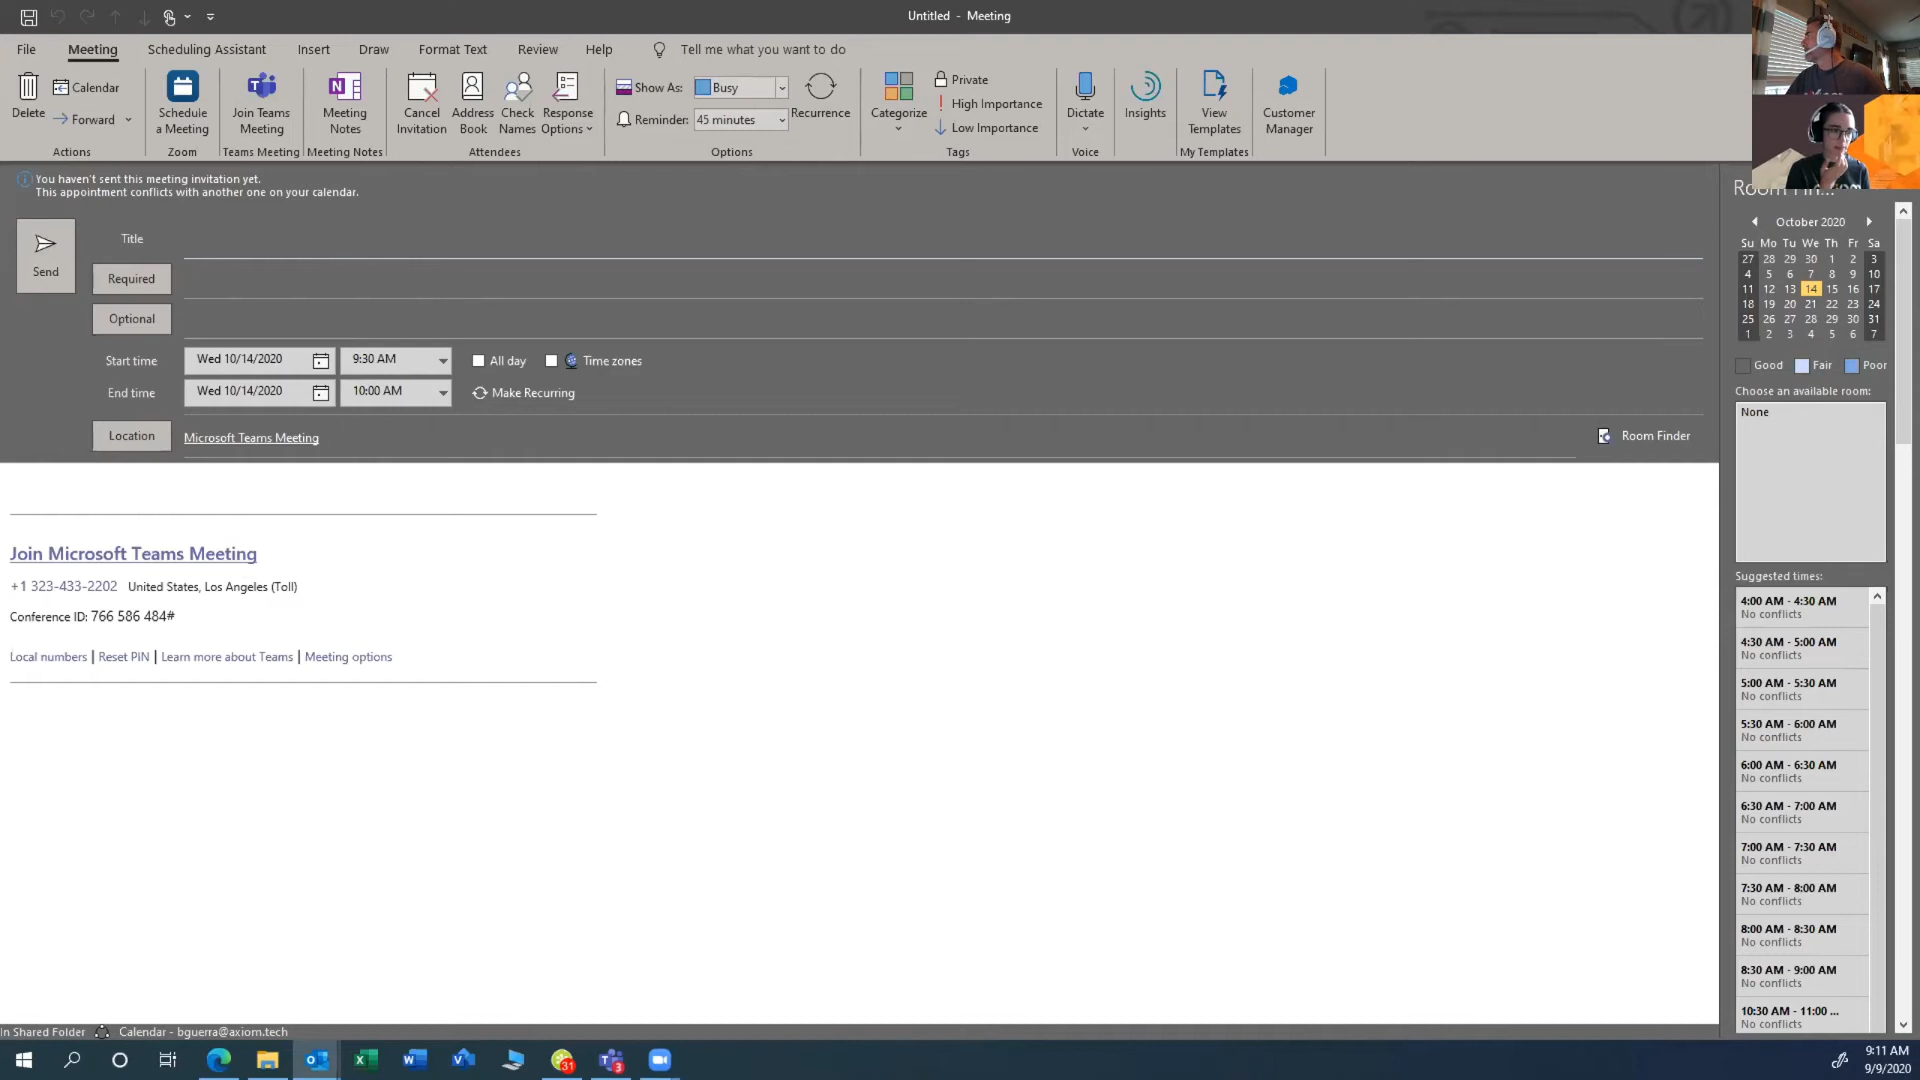 Untitled - Meeting
File Meeting Scheduling Assistant Insert Draw Format Text Review Help Tell me what you want to do
Delete
Calendar
Forward
Actions
Schedule
a Meeting
Zoom
Join Teams
Meeting
Teams Meeting
Meeting
Notes
Meeting Notes
Cancel
Invitation
Address
Book
Check
Names
Response
Options
Attendees
Show As: Busy
Reminder: 45 minutes
Recurrence
Options
Categorize
Private
High Importance
Low Importance
Tags
Dictate
Voice
Insights
View
Templates
My Templates
Customer
Manager
You haven't sent this meeting invitation yet.
This appointment conflicts with another one on your calendar.
Send
Title
Required
Optional
Start time Wed 10/14/2020 9:30 AM All day Time zones
End time Wed 10/14/2020 10:00 AM Make Recurring
Location Microsoft Teams Meeting Room Finder
Join Microsoft Teams Meeting
+1 323-433-2202 United States, Los Angeles (Toll)
Conference ID: 766 586 484#
Local numbers | Reset PIN | Learn more about Teams | Meeting options
October 2020
Su Mo Tu We Th Fr Sa
27 28 29 30 1 2 3
4 5 6 7 8 9 10
11 12 13 14 15 16 17
18 19 20 21 22 23 24
25 26 27 28 29 30 31
1 2 3 4 5 6 7
Good Fair Poor
Choose an available room:
None
Suggested times:
4:00 AM - 4:30 AM
No conflicts
4:30 AM - 5:00 AM
No conflicts
5:00 AM - 5:30 AM
No conflicts
5:30 AM - 6:00 AM
No conflicts
6:00 AM - 6:30 AM
No conflicts
6:30 AM - 7:00 AM
No conflicts
7:00 AM - 7:30 AM
No conflicts
7:30 AM - 8:00 AM
No conflicts
8:00 AM - 8:30 AM
No conflicts
8:30 AM - 9:00 AM
No conflicts
10:30 AM - 11:00 ...
No conflicts
In Shared Folder Calendar - bguerra@axiom.tech
31
3
9:11 AM
9/9/2020